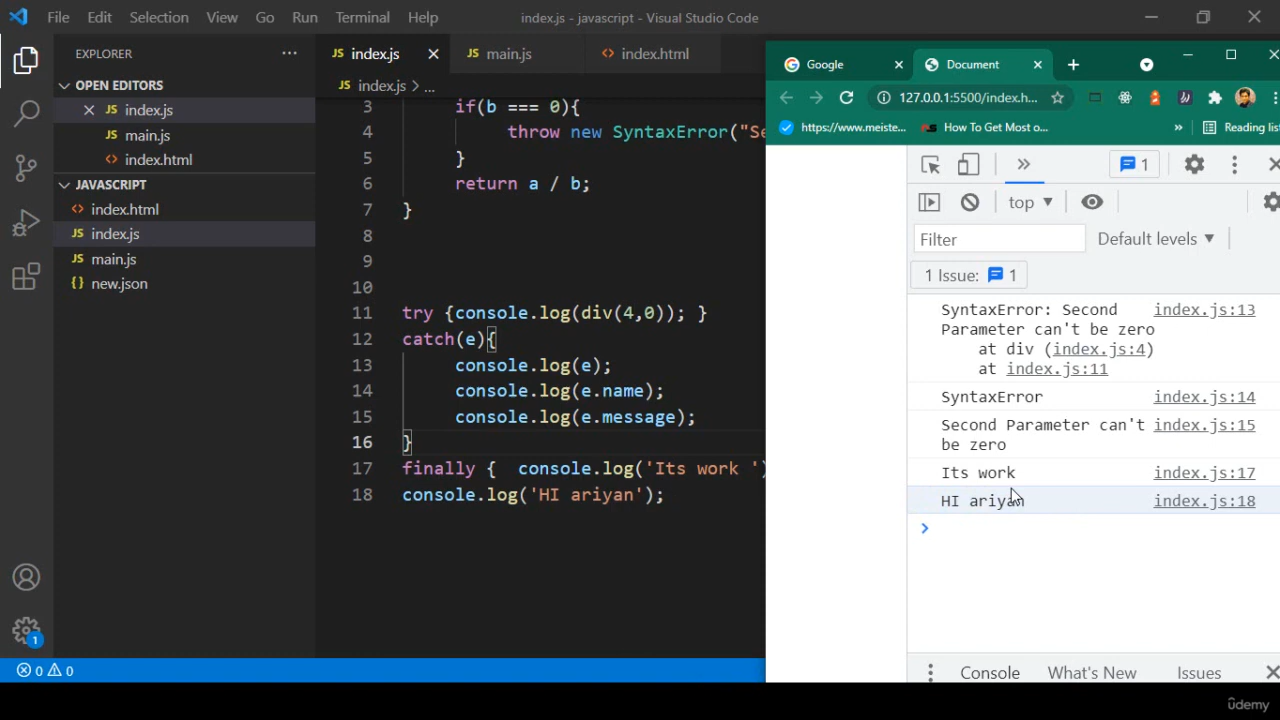 File Edit Selection View Go Run Terminal Help index.js - javascript - Visual Studio Code
EXPLORER
OPEN EDITORS
index.js
main.js
index.html
JAVASCRIPT
index.html
index.js
main.js
new.json
index.js main.js index.html
index.js > ...
3 if(b === 0){
4 throw new SyntaxError("Se
5 }
6 return a / b;
7 }
8
9
10
11 try {console.log(div(4,0)); }
12 catch(e){
13 console.log(e);
14 console.log(e.name);
15 console.log(e.message);
16 }
17 finally { console.log('Its work ')
18 console.log('HI ariyan');
0 0
1
Google Document
127.0.0.1:5500/index.h...
https://www.meiste... How To Get Most o... » Reading list
» 1
top
Filter Default levels
1 Issue: 1
SyntaxError: Second index.js:13
Parameter can't be zero
at div (index.js:4)
at index.js:11
SyntaxError index.js:14
Second Parameter can't index.js:15
be zero
Its work index.js:17
HI ariyan index.js:18
Console What's New Issues
ûdemy